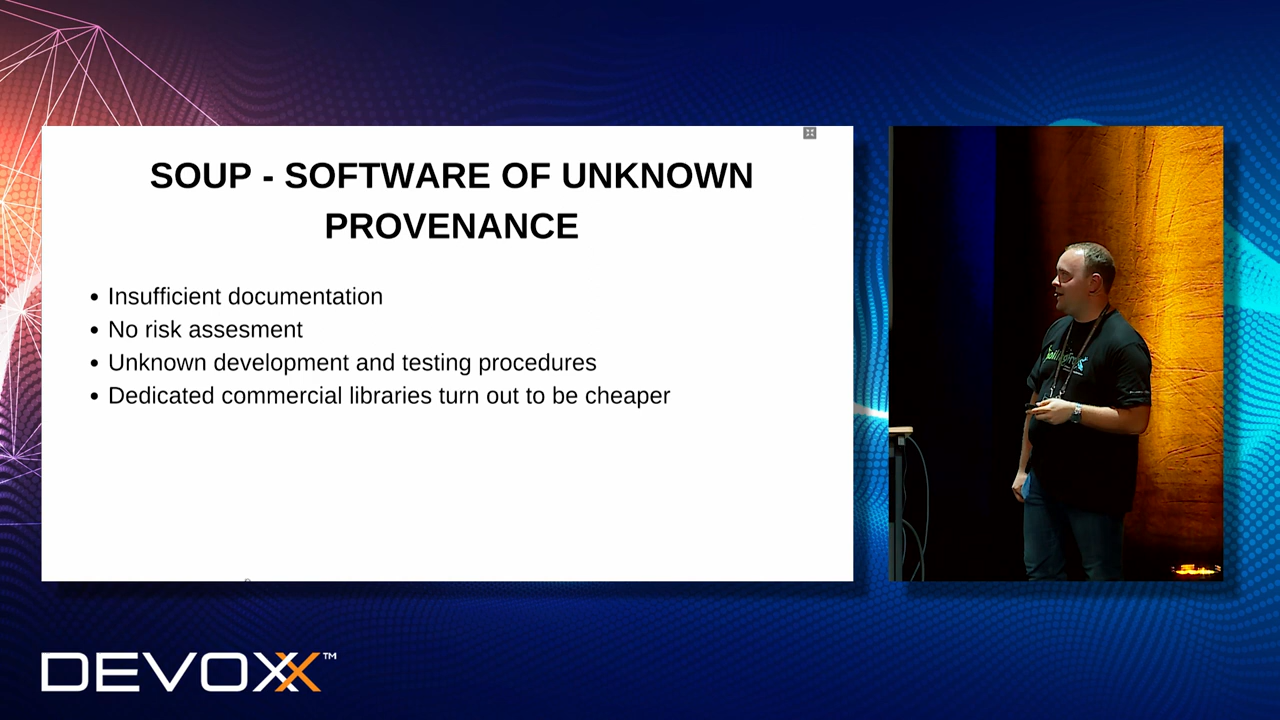 SOUP - SOFTWARE OF UNKNOWN
PROVENANCE
• Insufficient documentation
• No risk assesment
• Unknown development and testing procedures
• Dedicated commercial libraries turn out to be cheaper
DEVOXX™